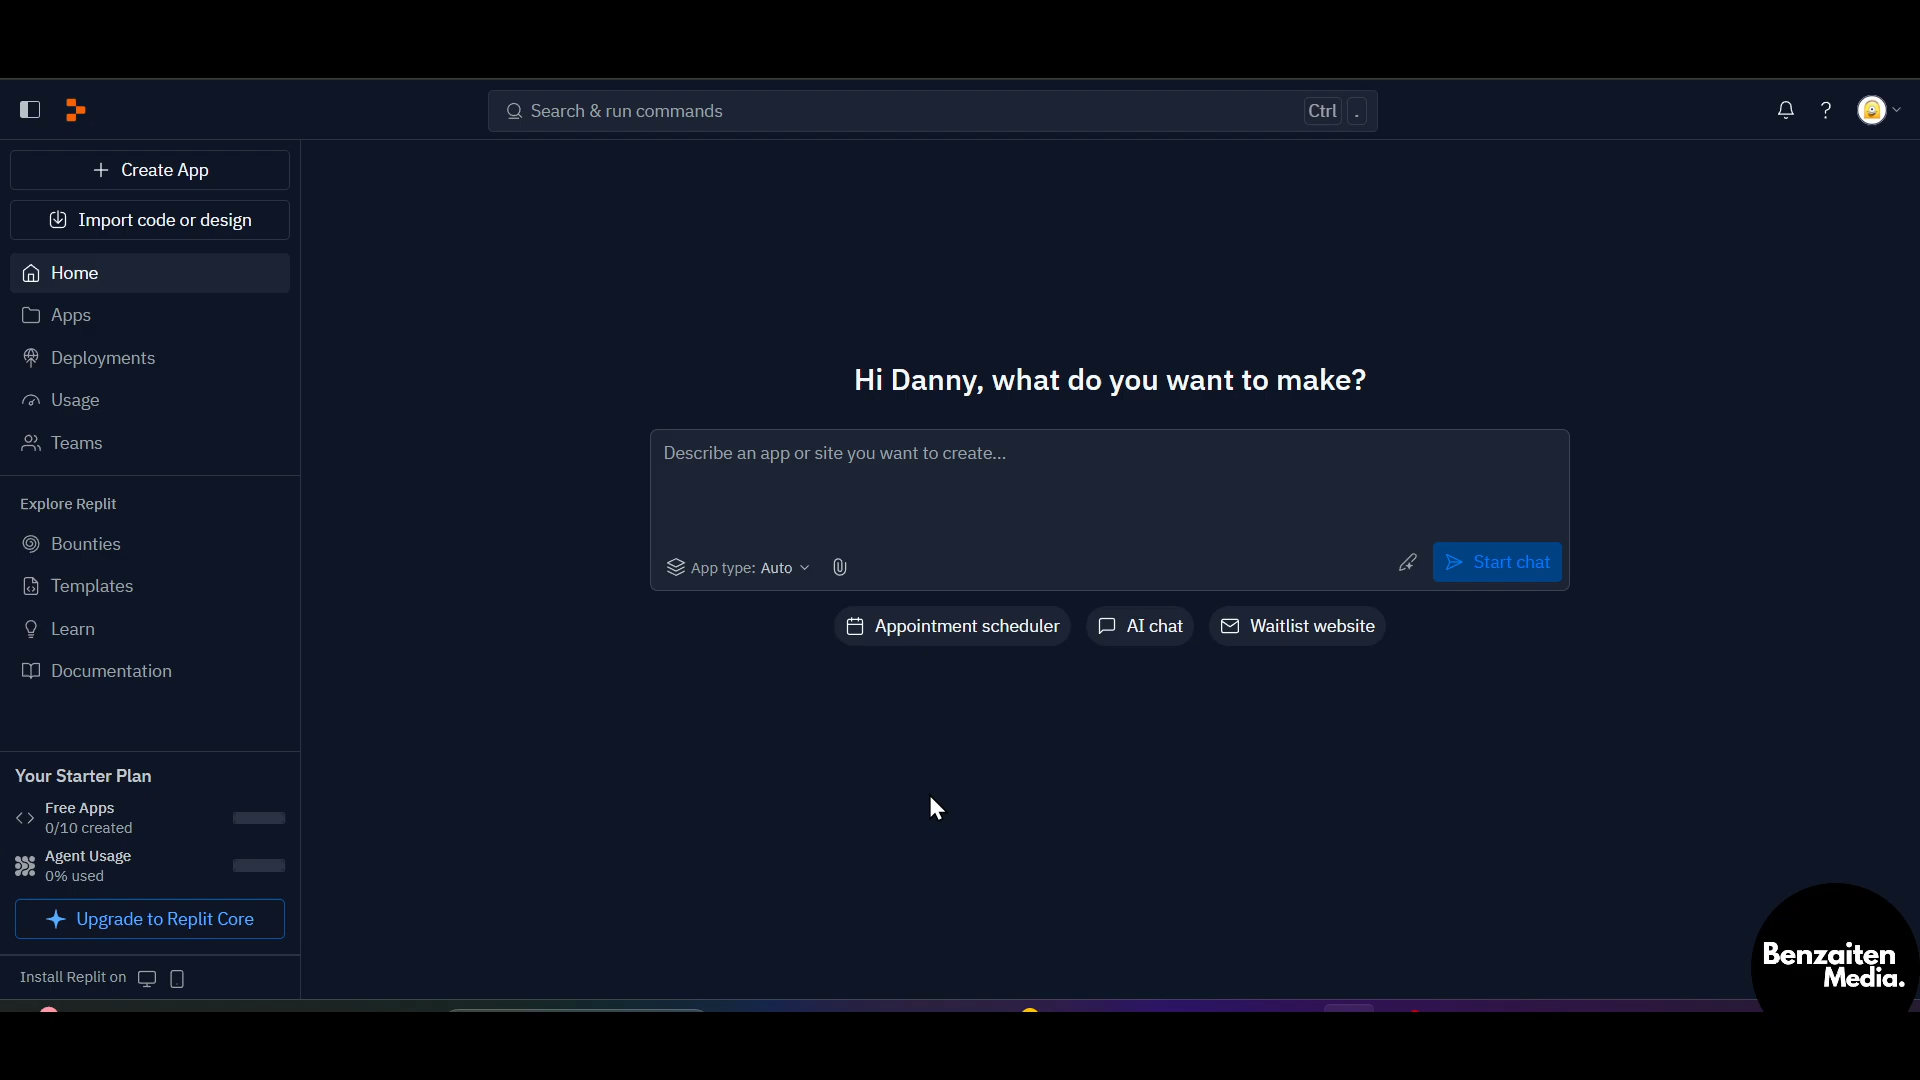 Search & run commands
Ctrl .
Create App
Import code or design
Home
Apps
Deployments
Usage
Teams
Explore Replit
Bounties
Templates
Learn
Documentation
Your Starter Plan
Free Apps
0/10 created
Agent Usage
0% used
Upgrade to Replit Core
Install Replit on
Hi Danny, what do you want to make?
Describe an app or site you want to create...
App type: Auto
Start chat
Appointment scheduler
AI chat
Waitlist website
Benzaiten
Media.